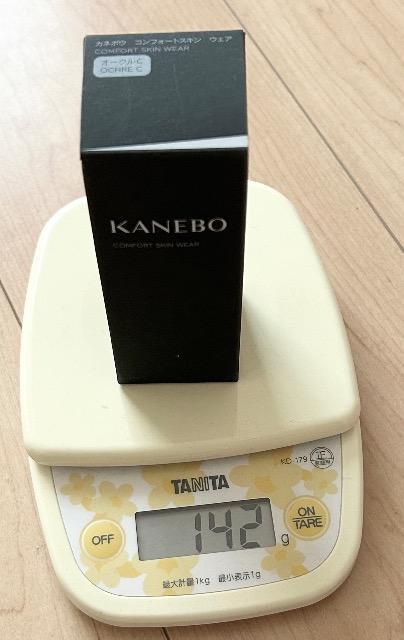 カネボウ コンフォートスキン ウェア
COMFORT SKIN WEAR
オークルC
OCHRE C
KANEBO
COMFORT SKIN WEAR
KD-179
正
TANITA
OFF
142 g
ON
TARE
最大計量1kg 最小表示1g